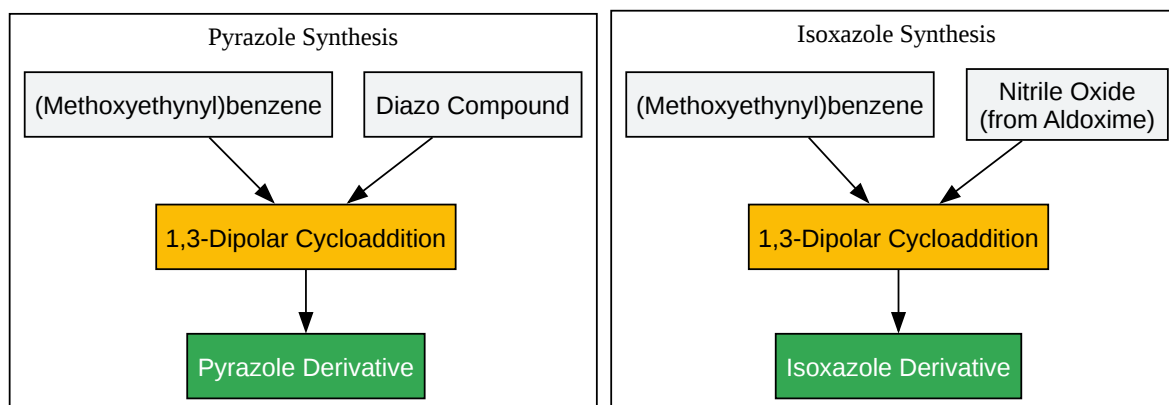 Pyrazole Synthesis
(Methoxyethynyl)benzene
Diazo Compound
1,3-Dipolar Cycloaddition
Pyrazole Derivative
Isoxazole Synthesis
(Methoxyethynyl)benzene
Nitrile Oxide
(from Aldoxime)
1,3-Dipolar Cycloaddition
Isoxazole Derivative